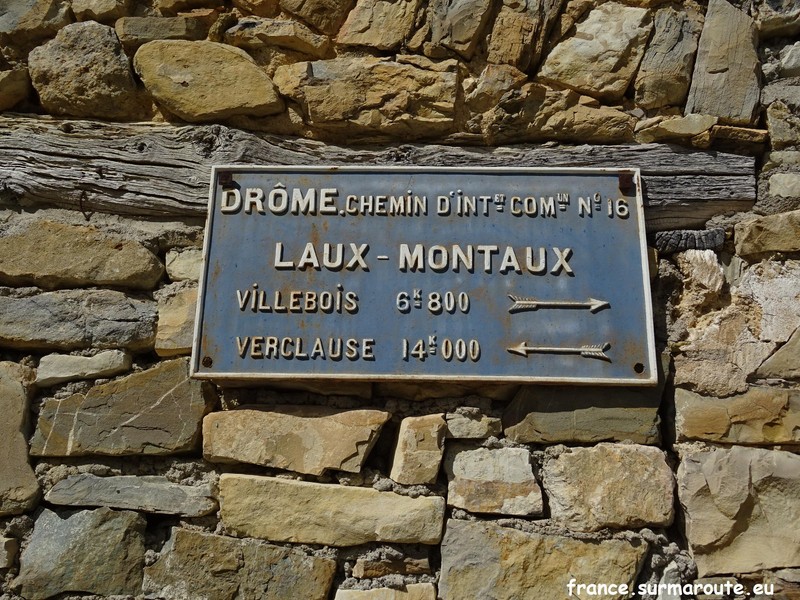 DRÔME. CHEMIN D'INT^ET COM^UN N^O 16
LAUX - MONTAUX
VILLEBOIS 6^K 800
VERCLAUSE 14^K 000
france.surmaroute.eu